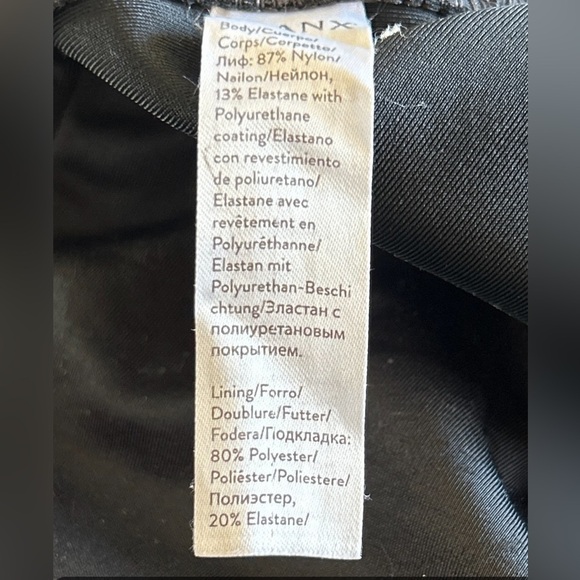 ANX
Body/Cuerpo/
Corps/Corpetto/
Лиф: 87% Nylon/
Nailon/Нейлон,
13% Elastane with
Polyurethane
coating/Elastano
con revestimiento
de poliuretano/
Elastane avec
revêtement en
Polyuréthanne/
Elastan mit
Polyurethan-Beschi
chtung/Эластан с
полиуретановым
покрытием.
Lining/Forro/
Doublure/Futter/
Fodera/Подкладка:
80% Polyester/
Poliéster/Poliestere/
Полиэстер,
20% Elastane/